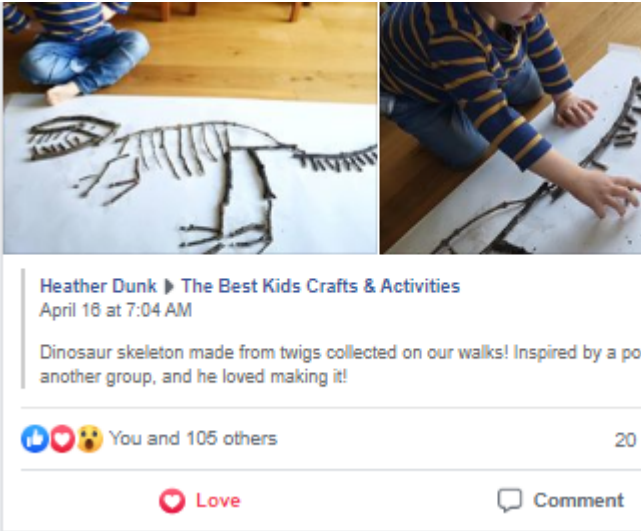 Heather Dunk ▶ The Best Kids Crafts & Activities
April 16 at 7:04 AM
Dinosaur skeleton made from twigs collected on our walks! Inspired by a po
another group, and he loved making it!
You and 105 others
20
Love
Comment